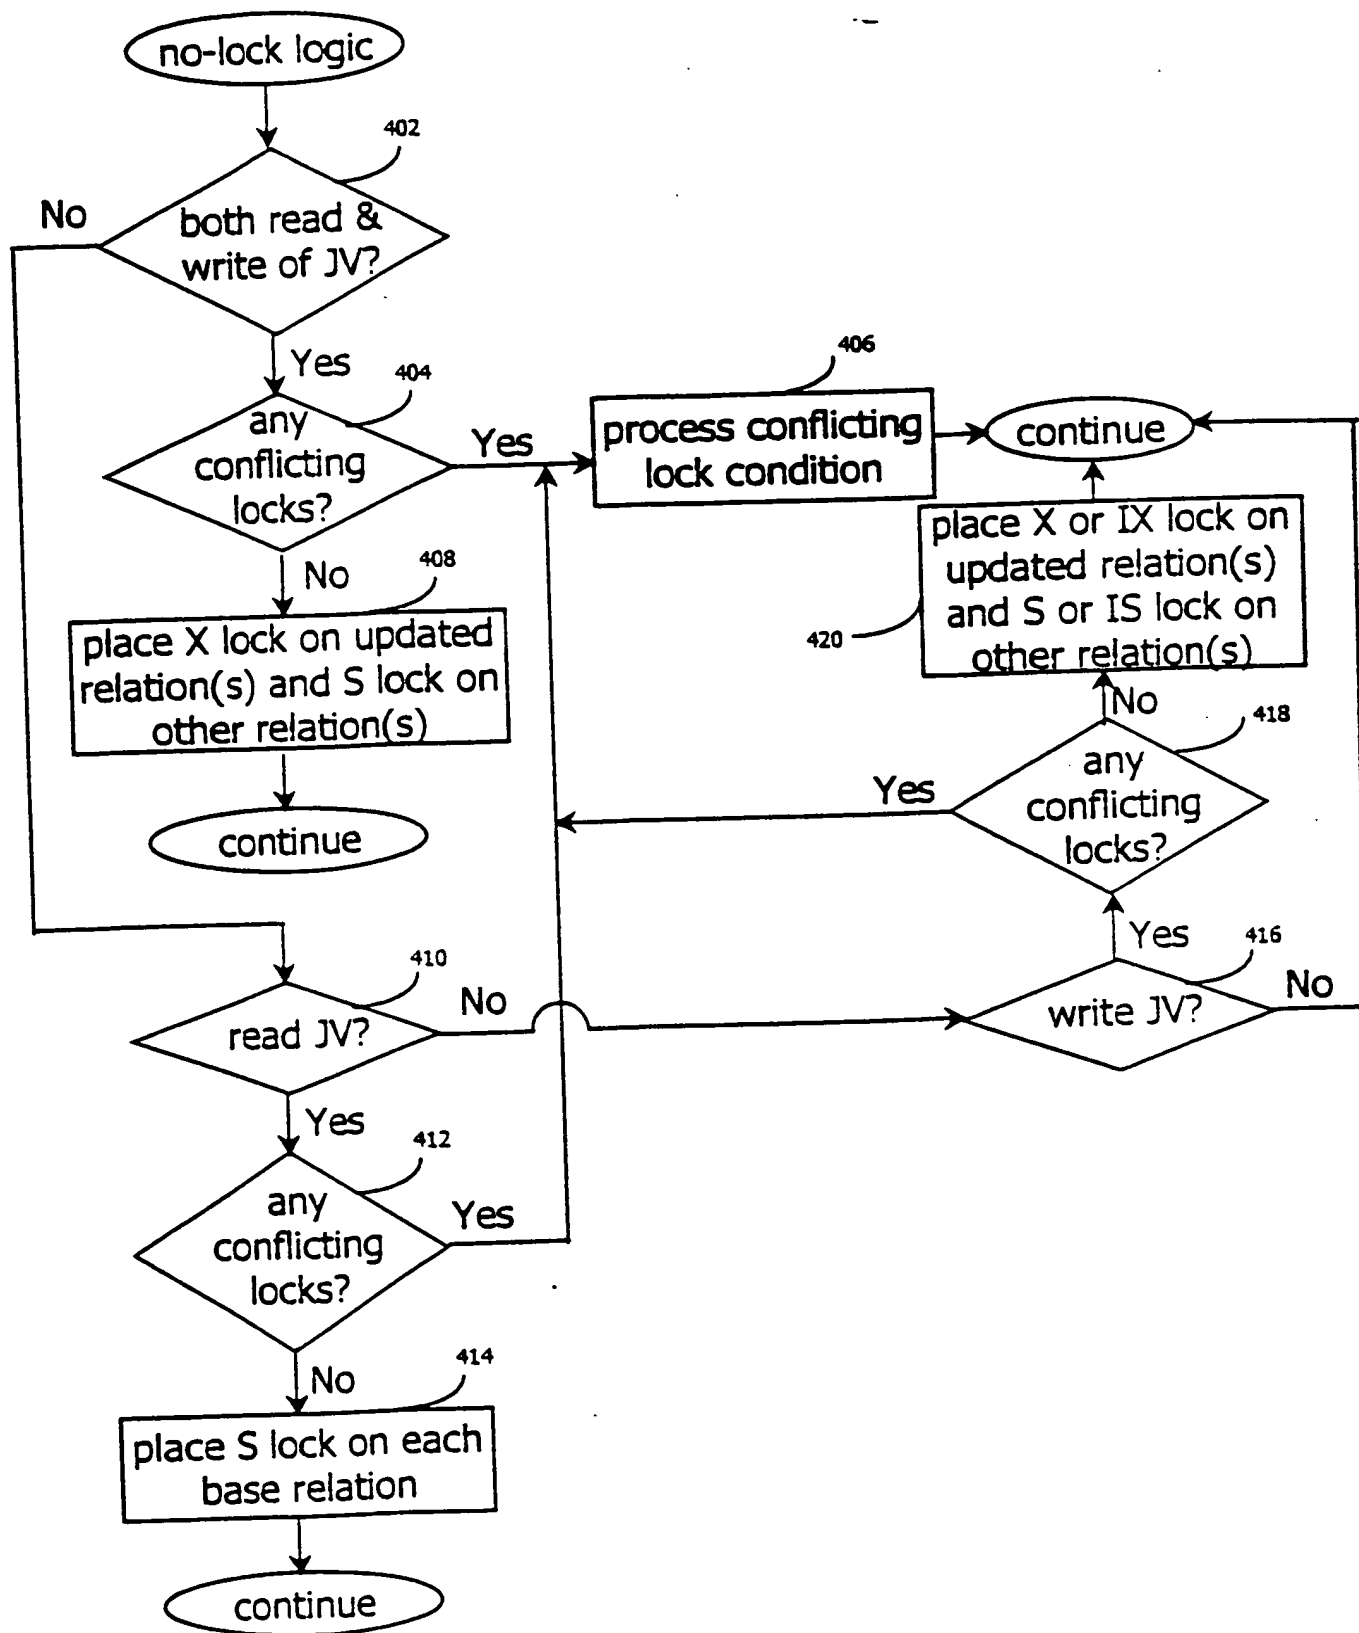 no-lock logic
402
No
both read &
write of JV?
Yes
404
any
conflicting
locks?
Yes
406
process conflicting
lock condition
continue
No
408
place X lock on updated
relation(s) and S lock on
other relation(s)
continue
place X or IX lock on
updated relation(s)
and S or IS lock on
other relation(s)
420
No
418
any
conflicting
locks?
Yes
Yes
416
write JV?
No
410
read JV?
No
Yes
412
any
conflicting
locks?
Yes
No
414
place S lock on each
base relation
continue